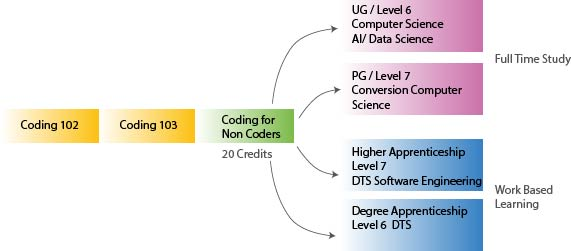 UG / Level 6
Computer Science
AI/ Data Science
Full Time Study
PG / Level 7
Conversion Computer
Science
Coding 102
Coding 103
Coding for
Non Coders
20 Credits
Higher Apprenticeship
Level 7
DTS Software Engineering
Work Based
Learning
Degree Apprenticeship
Level 6 DTS